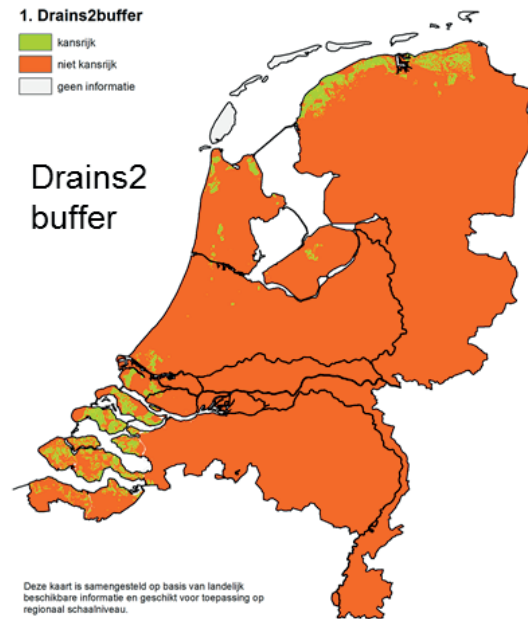 1. Drains2buffer
kansrijk
niet kansrijk
geen informatie
Drains2
buffer
Deze kaart is samengesteld op basis van landelijk
beschikbare informatie en geschikt voor toepassing op
regionaal schaalniveau.